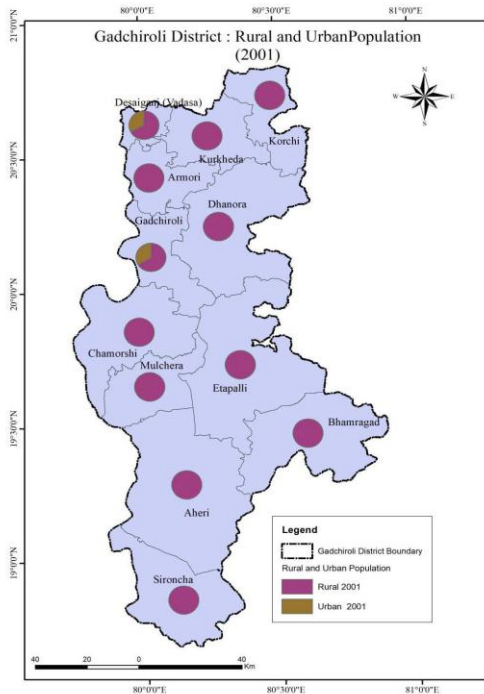 80°0'0"E
80°30'0"E
81°0'0"E
21°0'0"N
Gadchiroli District : Rural and UrbanPopulation
(2001)
N
W
E
S
Desaiganj (Vadasa)
Korchi
Kurkheda
20°30'0"N
Armori
Dhanora
Gadchiroli
20°0'0"N
Chamorshi
Mulchera
Etapalli
19°30'0"N
Bhamragad
Aheri
Legend
Gadchiroli District Boundary
Rural and Urban Population
Rural 2001
Urban 2001
19°0'0"N
Sironcha
40
20
0
20
40
Km
80°0'0"E
80°30'0"E
81°0'0"E